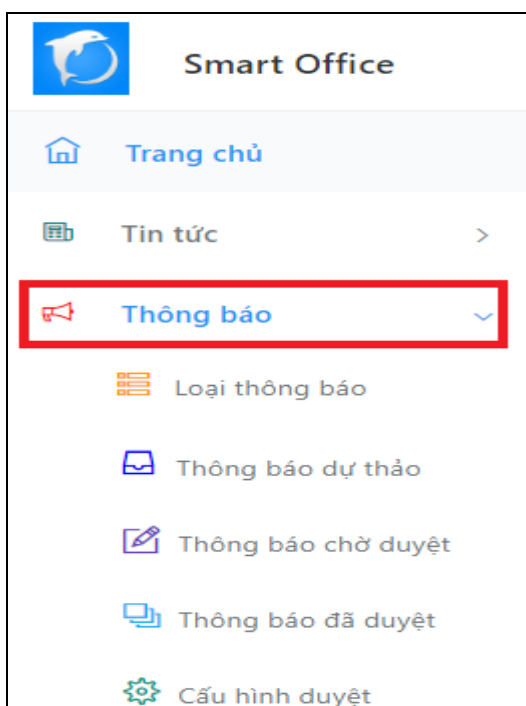 Smart Office
Trang chủ
Tin tức
Thông báo
Loại thông báo
Thông báo dự thảo
Thông báo chờ duyệt
Thông báo đã duyệt
Cấu hình duyệt